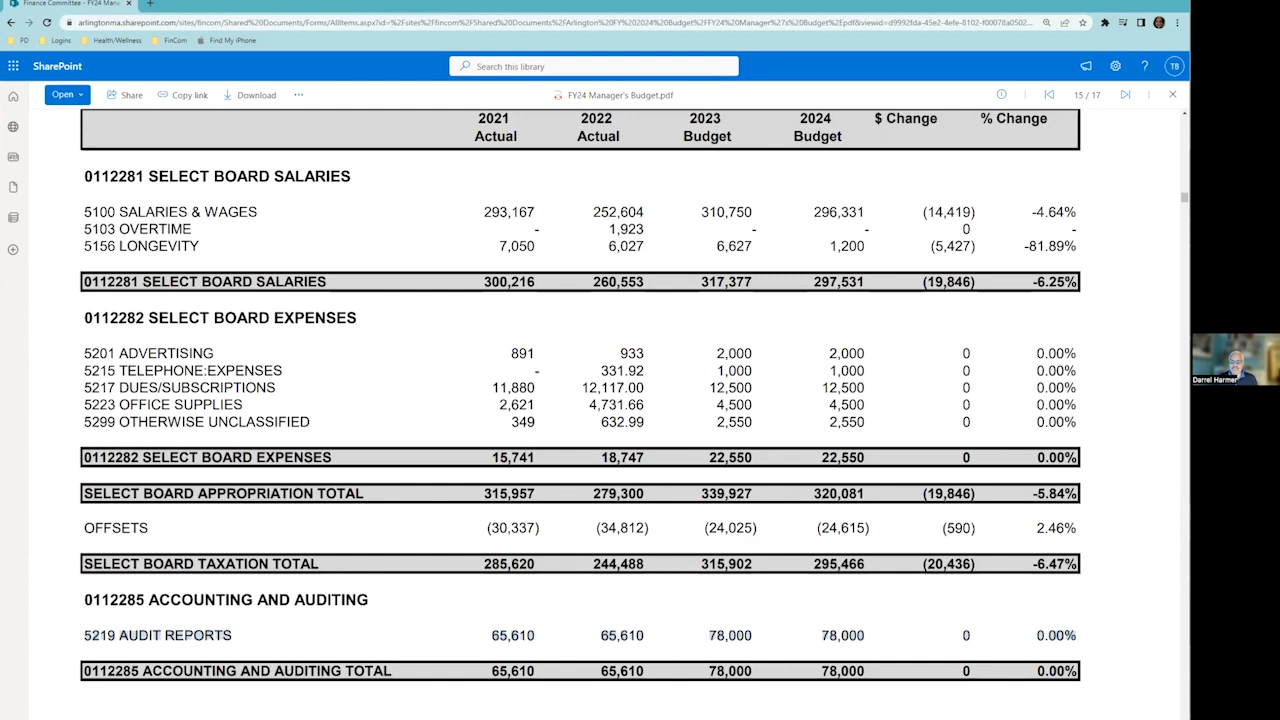 Finance Committee - FY24 Mana
arlingtonma.sharepoint.com/sites/fincom/Shared%20Documents/Forms/AllItems.aspx?id=%2Fsites%2Ffincom%2FShared%20Documents%2FArlington%20FY%202024%20Budget%2FFY24%20Manager%27s%20Budget%2Epdf&viewid=d9992fda-45e2-4efe-8102-f00078a0502...
PD Logins Health/Wellness FinCom Find My iPhone
SharePoint Search this library TB
Open Share Copy link Download ... FY24 Manager's Budget.pdf 15 / 17
2021 2022 2023 2024 $ Change % Change
Actual Actual Budget Budget
0112281 SELECT BOARD SALARIES
5100 SALARIES & WAGES 293,167 252,604 310,750 296,331 (14,419) -4.64%
5103 OVERTIME - 1,923 - - 0 -
5156 LONGEVITY 7,050 6,027 6,627 1,200 (5,427) -81.89%
0112281 SELECT BOARD SALARIES 300,216 260,553 317,377 297,531 (19,846) -6.25%
0112282 SELECT BOARD EXPENSES
5201 ADVERTISING 891 933 2,000 2,000 0 0.00%
5215 TELEPHONE:EXPENSES - 331.92 1,000 1,000 0 0.00%
5217 DUES/SUBSCRIPTIONS 11,880 12,117.00 12,500 12,500 0 0.00%
5223 OFFICE SUPPLIES 2,621 4,731.66 4,500 4,500 0 0.00%
5299 OTHERWISE UNCLASSIFIED 349 632.99 2,550 2,550 0 0.00%
0112282 SELECT BOARD EXPENSES 15,741 18,747 22,550 22,550 0 0.00%
SELECT BOARD APPROPRIATION TOTAL 315,957 279,300 339,927 320,081 (19,846) -5.84%
OFFSETS (30,337) (34,812) (24,025) (24,615) (590) 2.46%
SELECT BOARD TAXATION TOTAL 285,620 244,488 315,902 295,466 (20,436) -6.47%
0112285 ACCOUNTING AND AUDITING
5219 AUDIT REPORTS 65,610 65,610 78,000 78,000 0 0.00%
0112285 ACCOUNTING AND AUDITING TOTAL 65,610 65,610 78,000 78,000 0 0.00%
Darrel Harmer